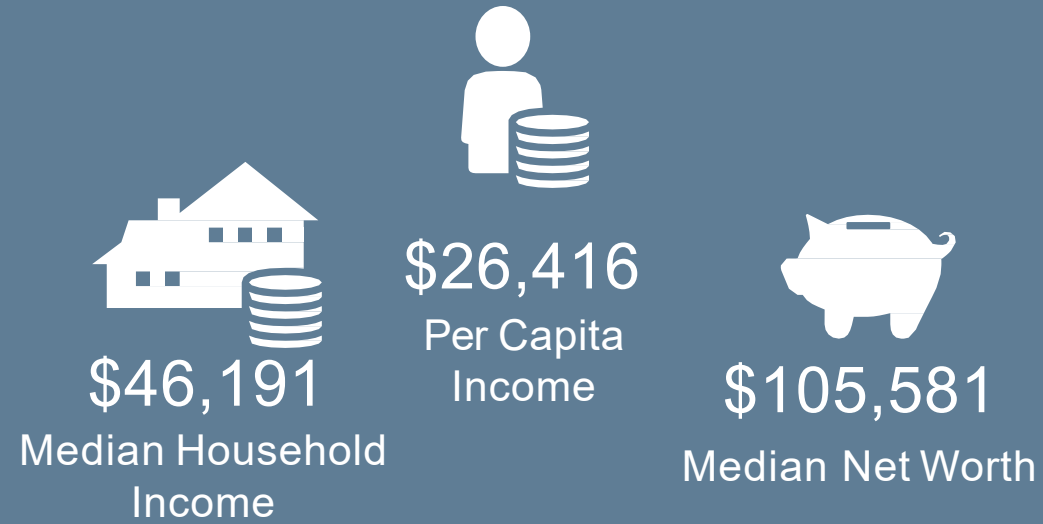 $46,191
Median Household
Income
$26,416
Per Capita
Income
$105,581
Median Net Worth